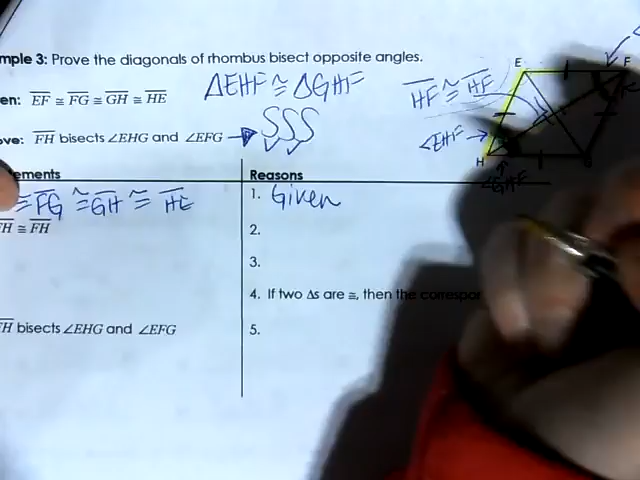 mple 3: Prove the diagonals of rhombus bisect opposite angles.
en: EF ≅ FG ≅ GH ≅ HE
ΔEHF ≅ ΔGHF
HF ≅ HF
ove: FH bisects ∠EHG and ∠EFG
SSS
∠EHF
E
F
H
∠GHF
ements
Reasons
≅ FG ≅ GH ≅ HE
1. Given
FH ≅ FH
2.
3.
4. If two Δs are ≅, then the correspon
FH bisects ∠EHG and ∠EFG
5.